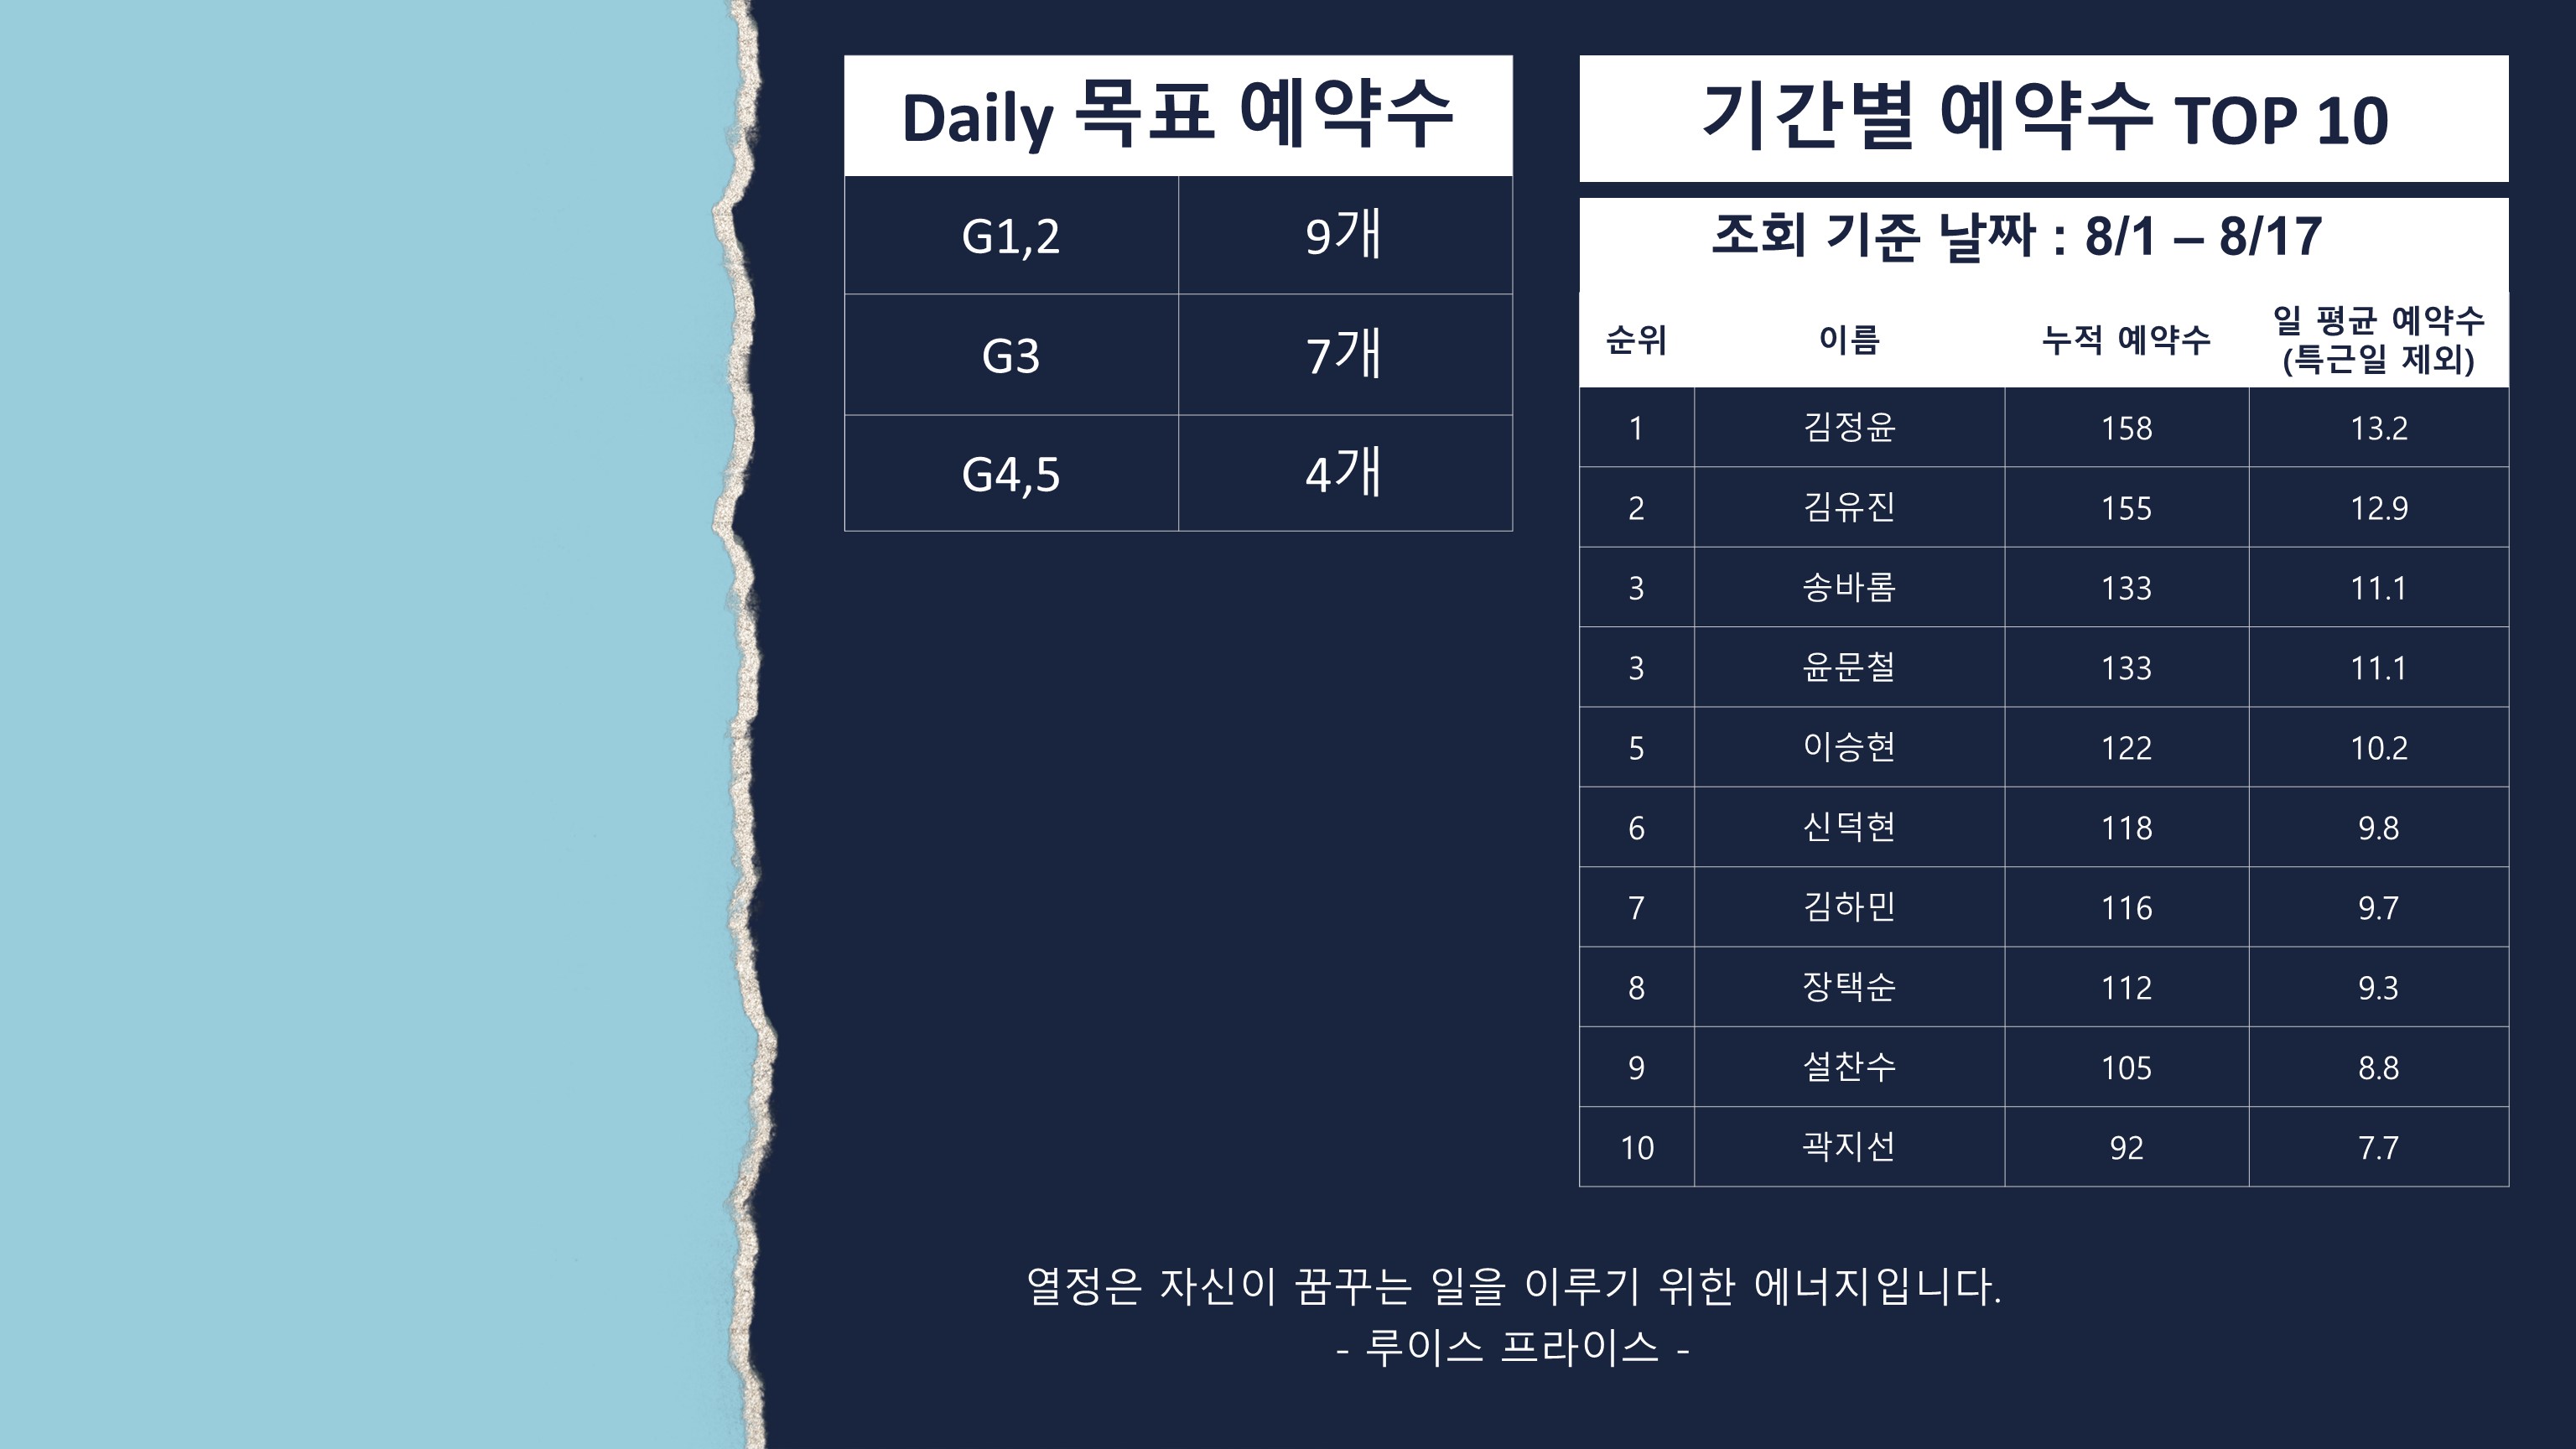 Daily 목표 예약수
G1,2 9개
G3 7개
G4,5 4개
기간별 예약수 TOP 10
조회 기준 날짜 : 8/1 – 8/17
순위 이름 누적 예약수 일 평균 예약수
(특근일 제외)
1 김정윤 158 13.2
2 김유진 155 12.9
3 송바롬 133 11.1
3 윤문철 133 11.1
5 이승현 122 10.2
6 신덕현 118 9.8
7 김하민 116 9.7
8 장택순 112 9.3
9 설찬수 105 8.8
10 곽지선 92 7.7
열정은 자신이 꿈꾸는 일을 이루기 위한 에너지입니다.
- 루이스 프라이스 -